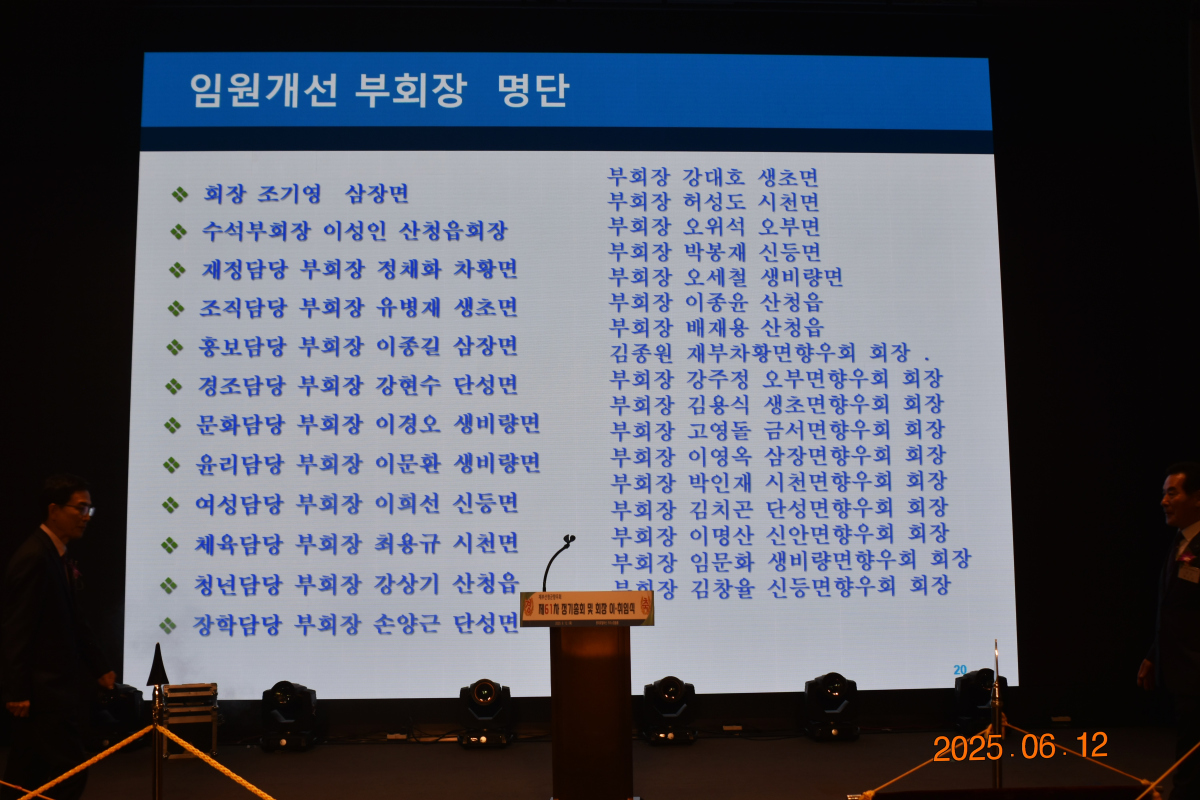 임원개선 부회장 명단
회장 조기영 삼장면
수석부회장 이성인 산청읍회장
재정담당 부회장 정채화 차황면
조직담당 부회장 유병재 생초면
홍보담당 부회장 이종길 삼장면
경조담당 부회장 강현수 단성면
문화담당 부회장 이경오 생비량면
윤리담당 부회장 이문환 생비량면
여성담당 부회장 이희선 신등면
체육담당 부회장 최용규 시천면
청년담당 부회장 강상기 산청읍
장학담당 부회장 손양근 단성면
부회장 강대호 생초면
부회장 허성도 시천면
부회장 오위석 오부면
부회장 박봉재 신등면
부회장 오세철 생비량면
부회장 이종윤 산청읍
부회장 배재용 산청읍
김종원 재부차황면향우회 회장 .
부회장 강주정 오부면향우회 회장
부회장 김용식 생초면향우회 회장
부회장 고영돌 금서면향우회 회장
부회장 이영옥 삼장면향우회 회장
부회장 박인재 시천면향우회 회장
부회장 김치곤 단성면향우회 회장
부회장 이명산 신안면향우회 회장
부회장 임문화 생비량면향우회 회장
부회장 김창율 신등면향우회 회장
제61차 정기총회 및 회장 이·취임식
20
2025.06.12